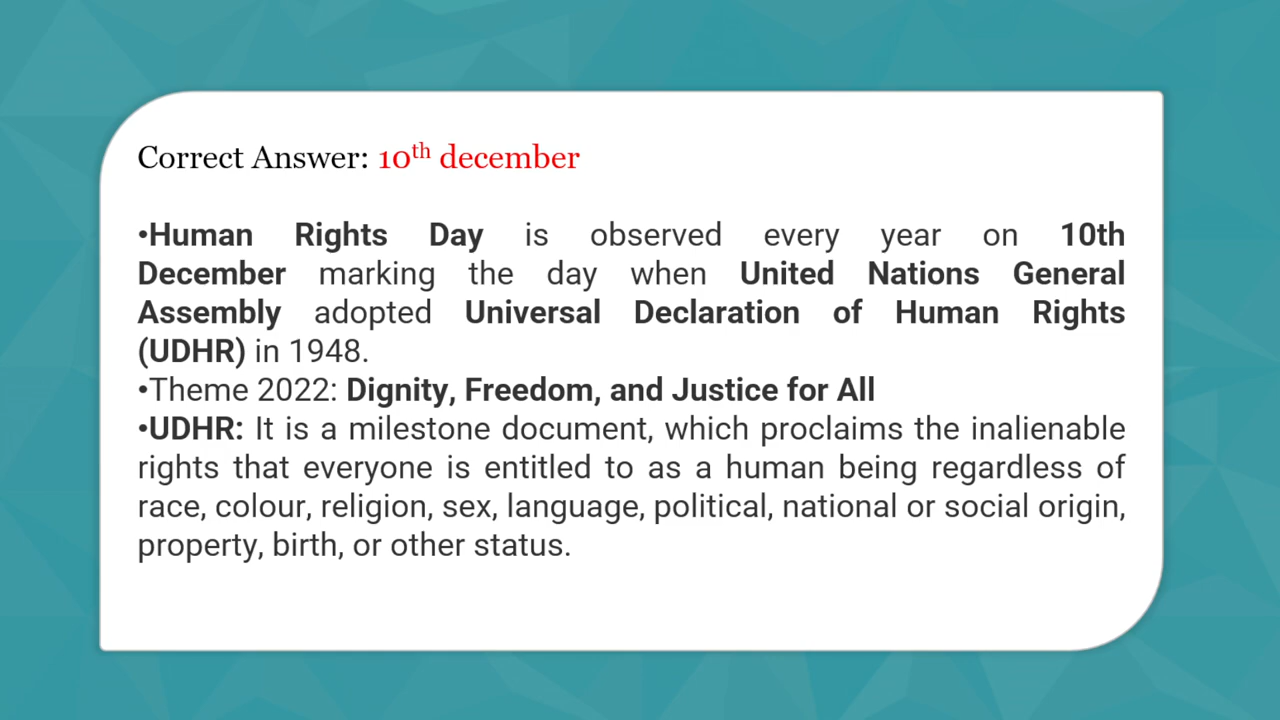 Correct Answer: 10th december
•Human Rights Day is observed every year on 10th
December marking the day when United Nations General
Assembly adopted Universal Declaration of Human Rights
(UDHR) in 1948.
•Theme 2022: Dignity, Freedom, and Justice for All
•UDHR: It is a milestone document, which proclaims the inalienable
rights that everyone is entitled to as a human being regardless of
race, colour, religion, sex, language, political, national or social origin,
property, birth, or other status.